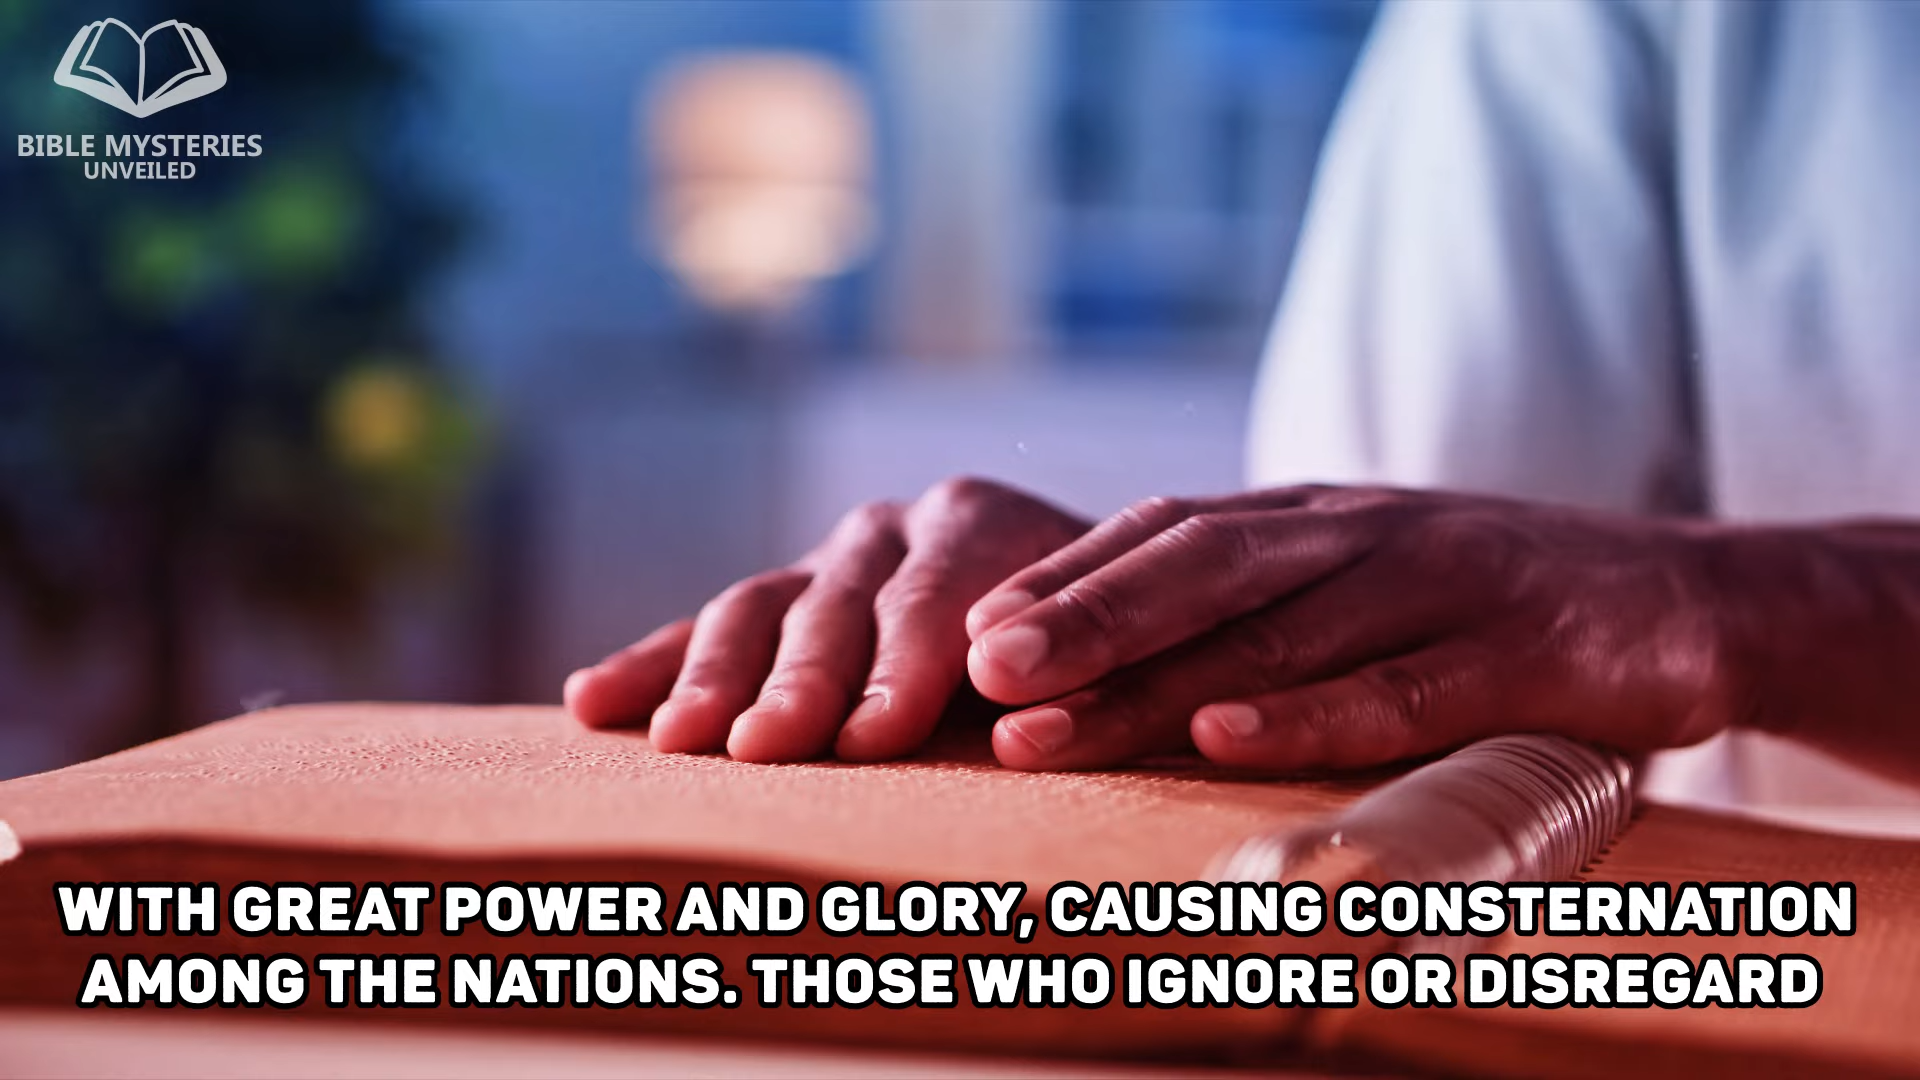 BIBLE MYSTERIES
UNVEILED
WITH GREAT POWER AND GLORY, CAUSING CONSTERNATION
AMONG THE NATIONS. THOSE WHO IGNORE OR DISREGARD